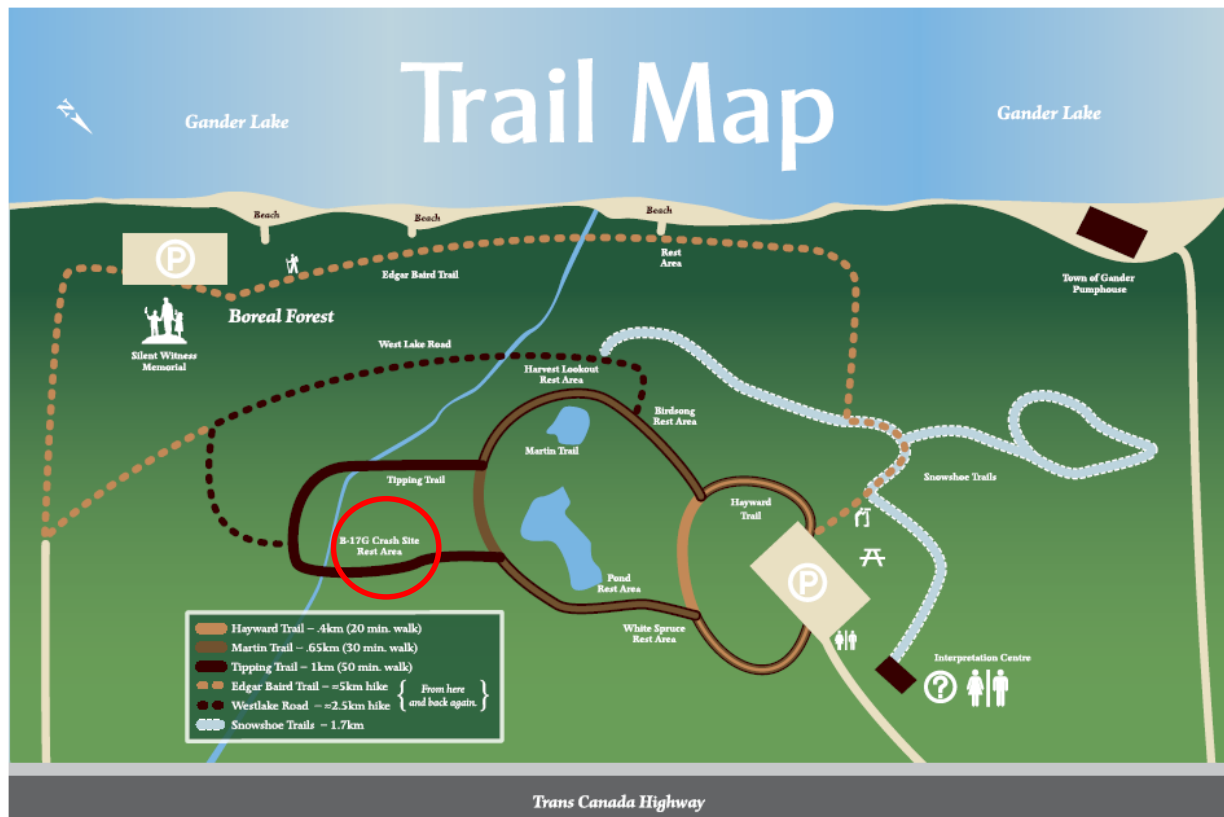 Trail Map
N
Gander Lake
Gander Lake
Beach
Beach
Beach
P
Rest
Area
Edgar Baird Trail
Town of Gander
Pumphouse
Boreal Forest
Silent Witness
Memorial
West Lake Road
Harvest Lookout
Rest Area
Birdsong
Rest Area
Martin Trail
Tipping Trail
Snowshoe Trails
Hayward
Trail
B-17G Crash Site
Rest Area
P
Pond
Rest Area
White Spruce
Rest Area
Interpretation Centre
?
Hayward Trail – .4km (20 min. walk)
Martin Trail – .65km (30 min. walk)
Tipping Trail – 1km (50 min. walk)
Edgar Baird Trail – ≈5km hike
Westlake Road – ≈2.5km hike
{ From here
and back again. }
Snowshoe Trails – 1.7km
Trans Canada Highway